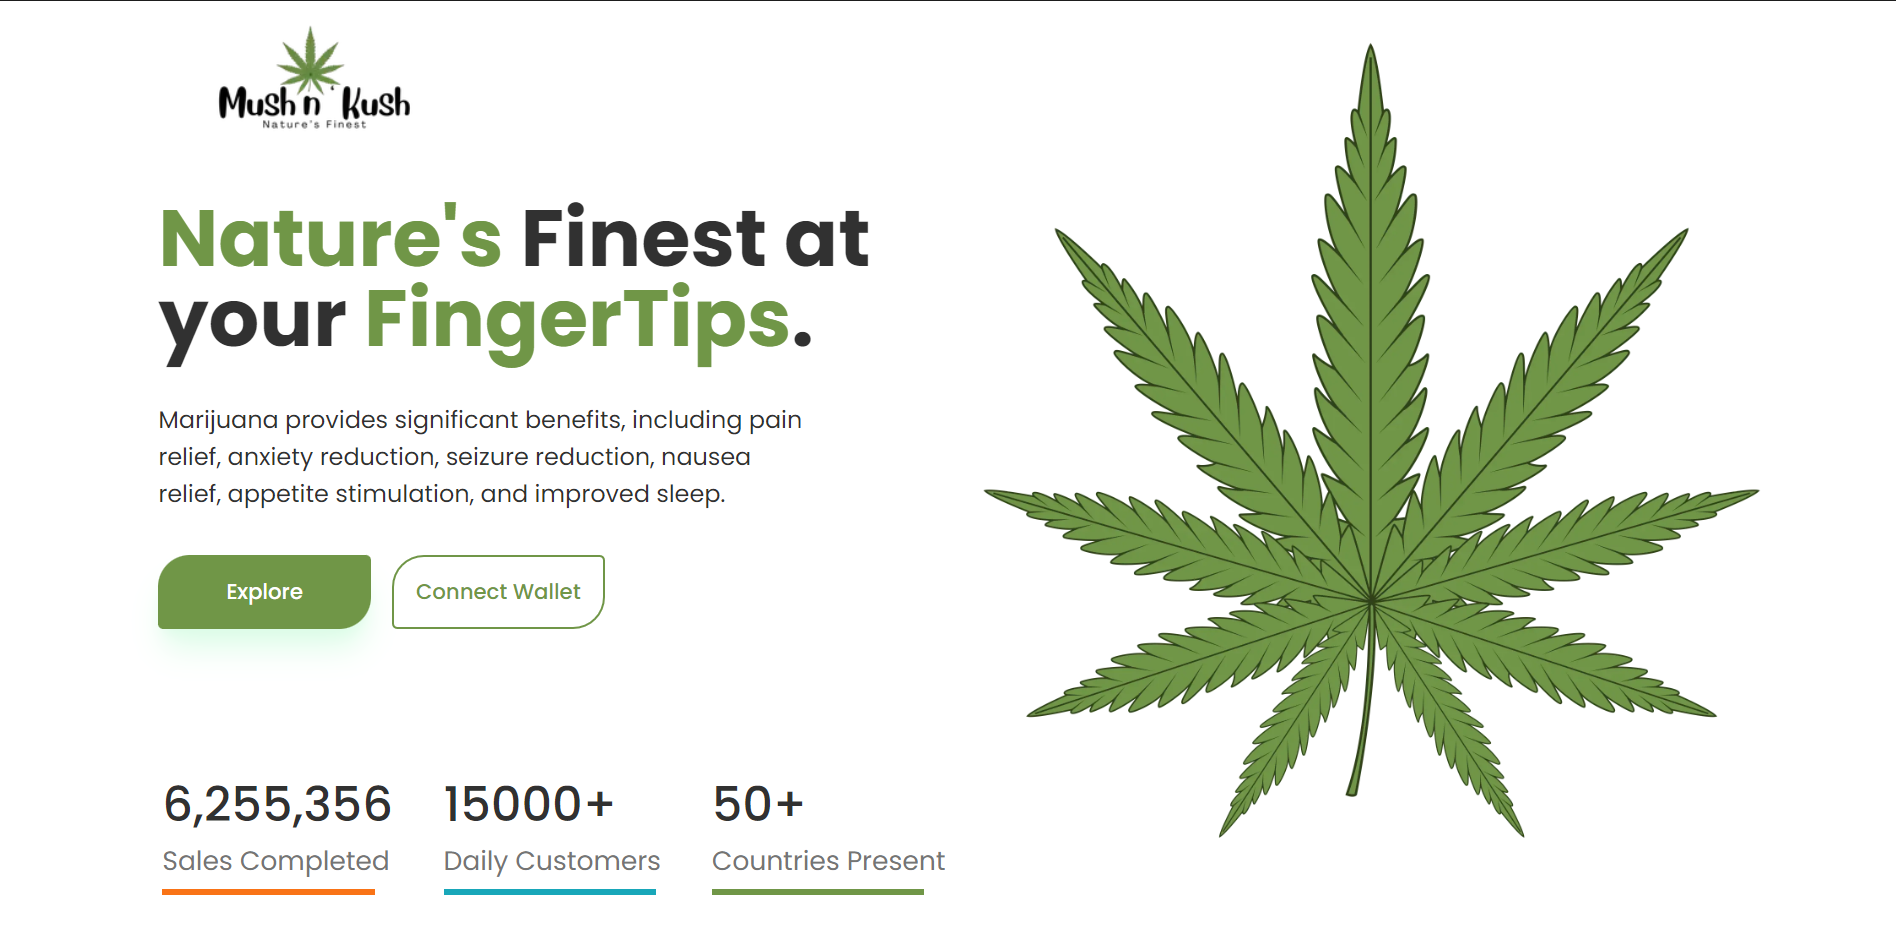 Mush n' Kush
Nature's Finest
Nature's Finest at
your FingerTips.
Marijuana provides significant benefits, including pain
relief, anxiety reduction, seizure reduction, nausea
relief, appetite stimulation, and improved sleep.
Explore
Connect Wallet
6,255,356
Sales Completed
15000+
Daily Customers
50+
Countries Present